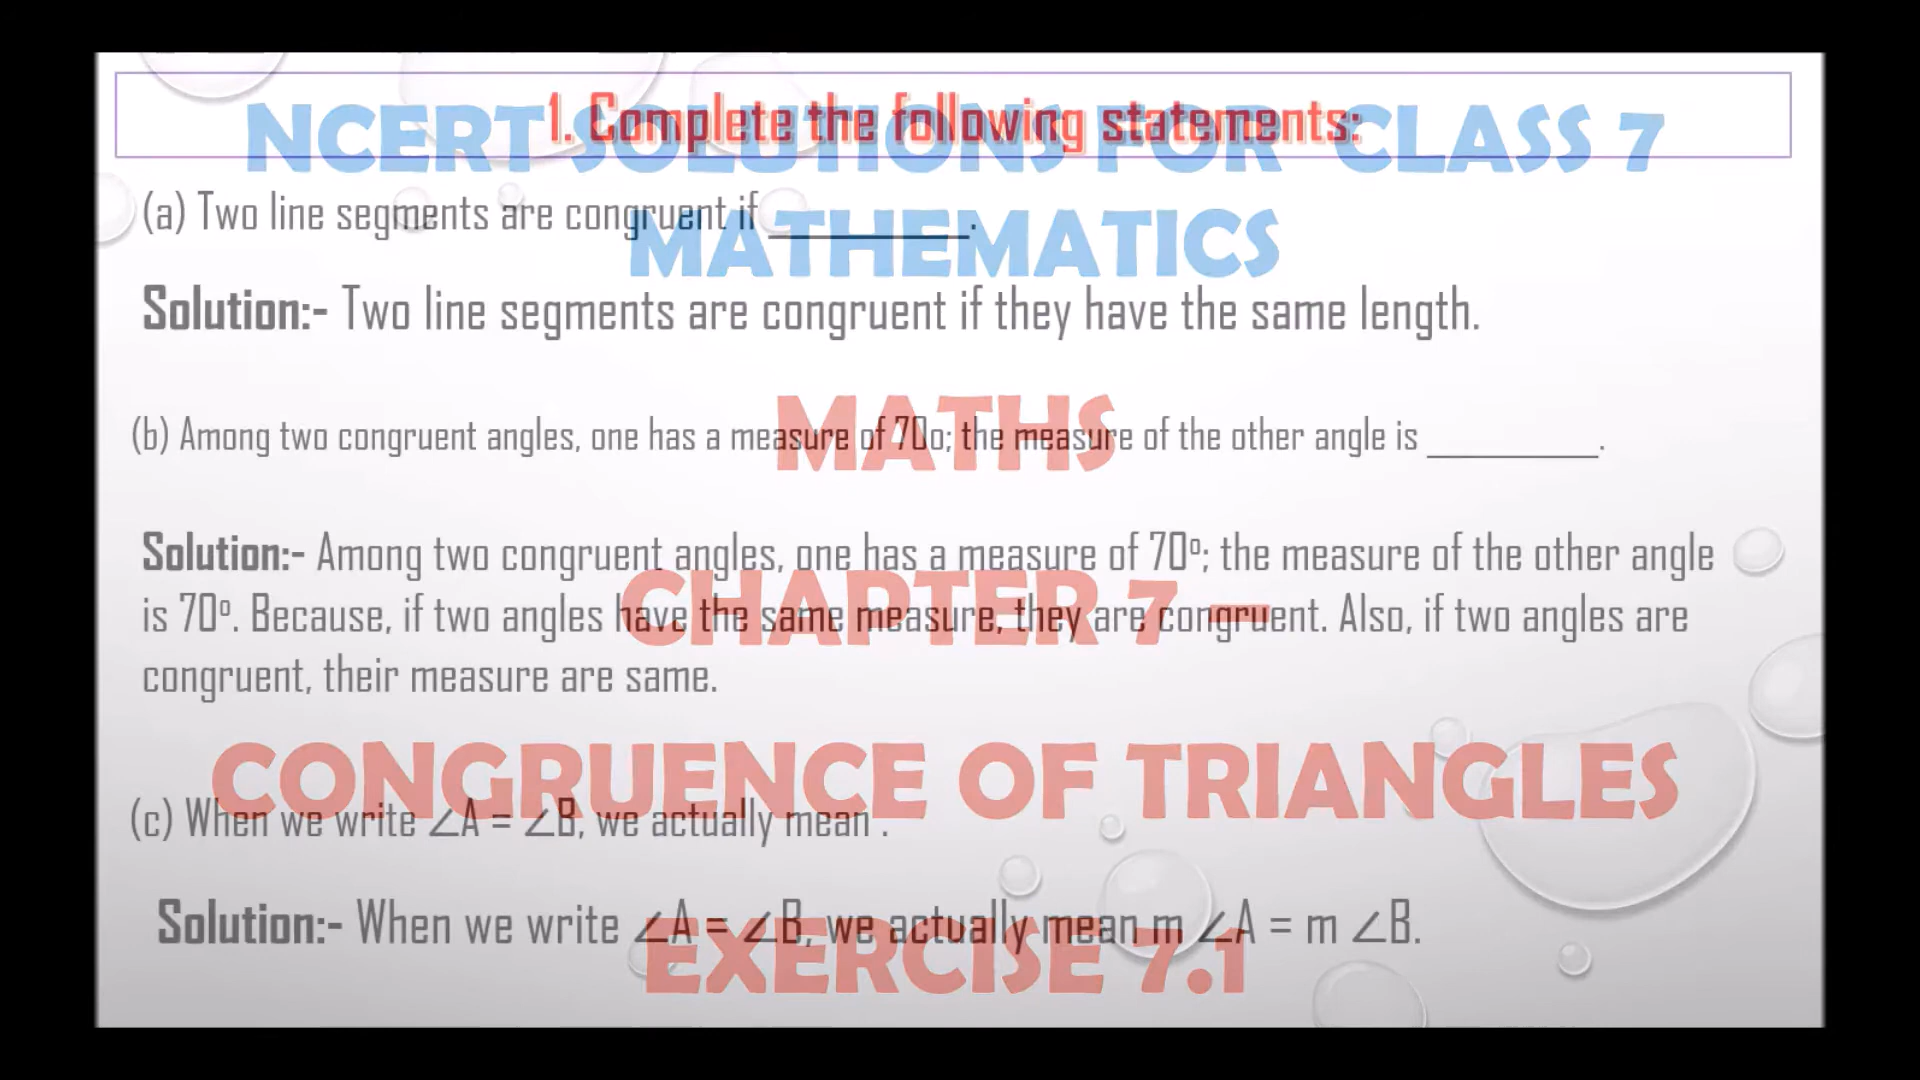 NCERT SOLUTIONS FOR CLASS 7
MATHEMATICS
MATHS
CHAPTER 7 –
CONGRUENCE OF TRIANGLES
EXERCISE 7.1
1. Complete the following statements:
(a) Two line segments are congruent if __________.
Solution:- Two line segments are congruent if they have the same length.
(b) Among two congruent angles, one has a measure of 70o; the measure of the other angle is __________.
Solution:- Among two congruent angles, one has a measure of 70º; the measure of the other angle
is 70º. Because, if two angles have the same measure, they are congruent. Also, if two angles are
congruent, their measure are same.
(c) When we write ∠A = ∠B, we actually mean .
Solution:- When we write ∠A = ∠B, we actually mean m ∠A = m ∠B.